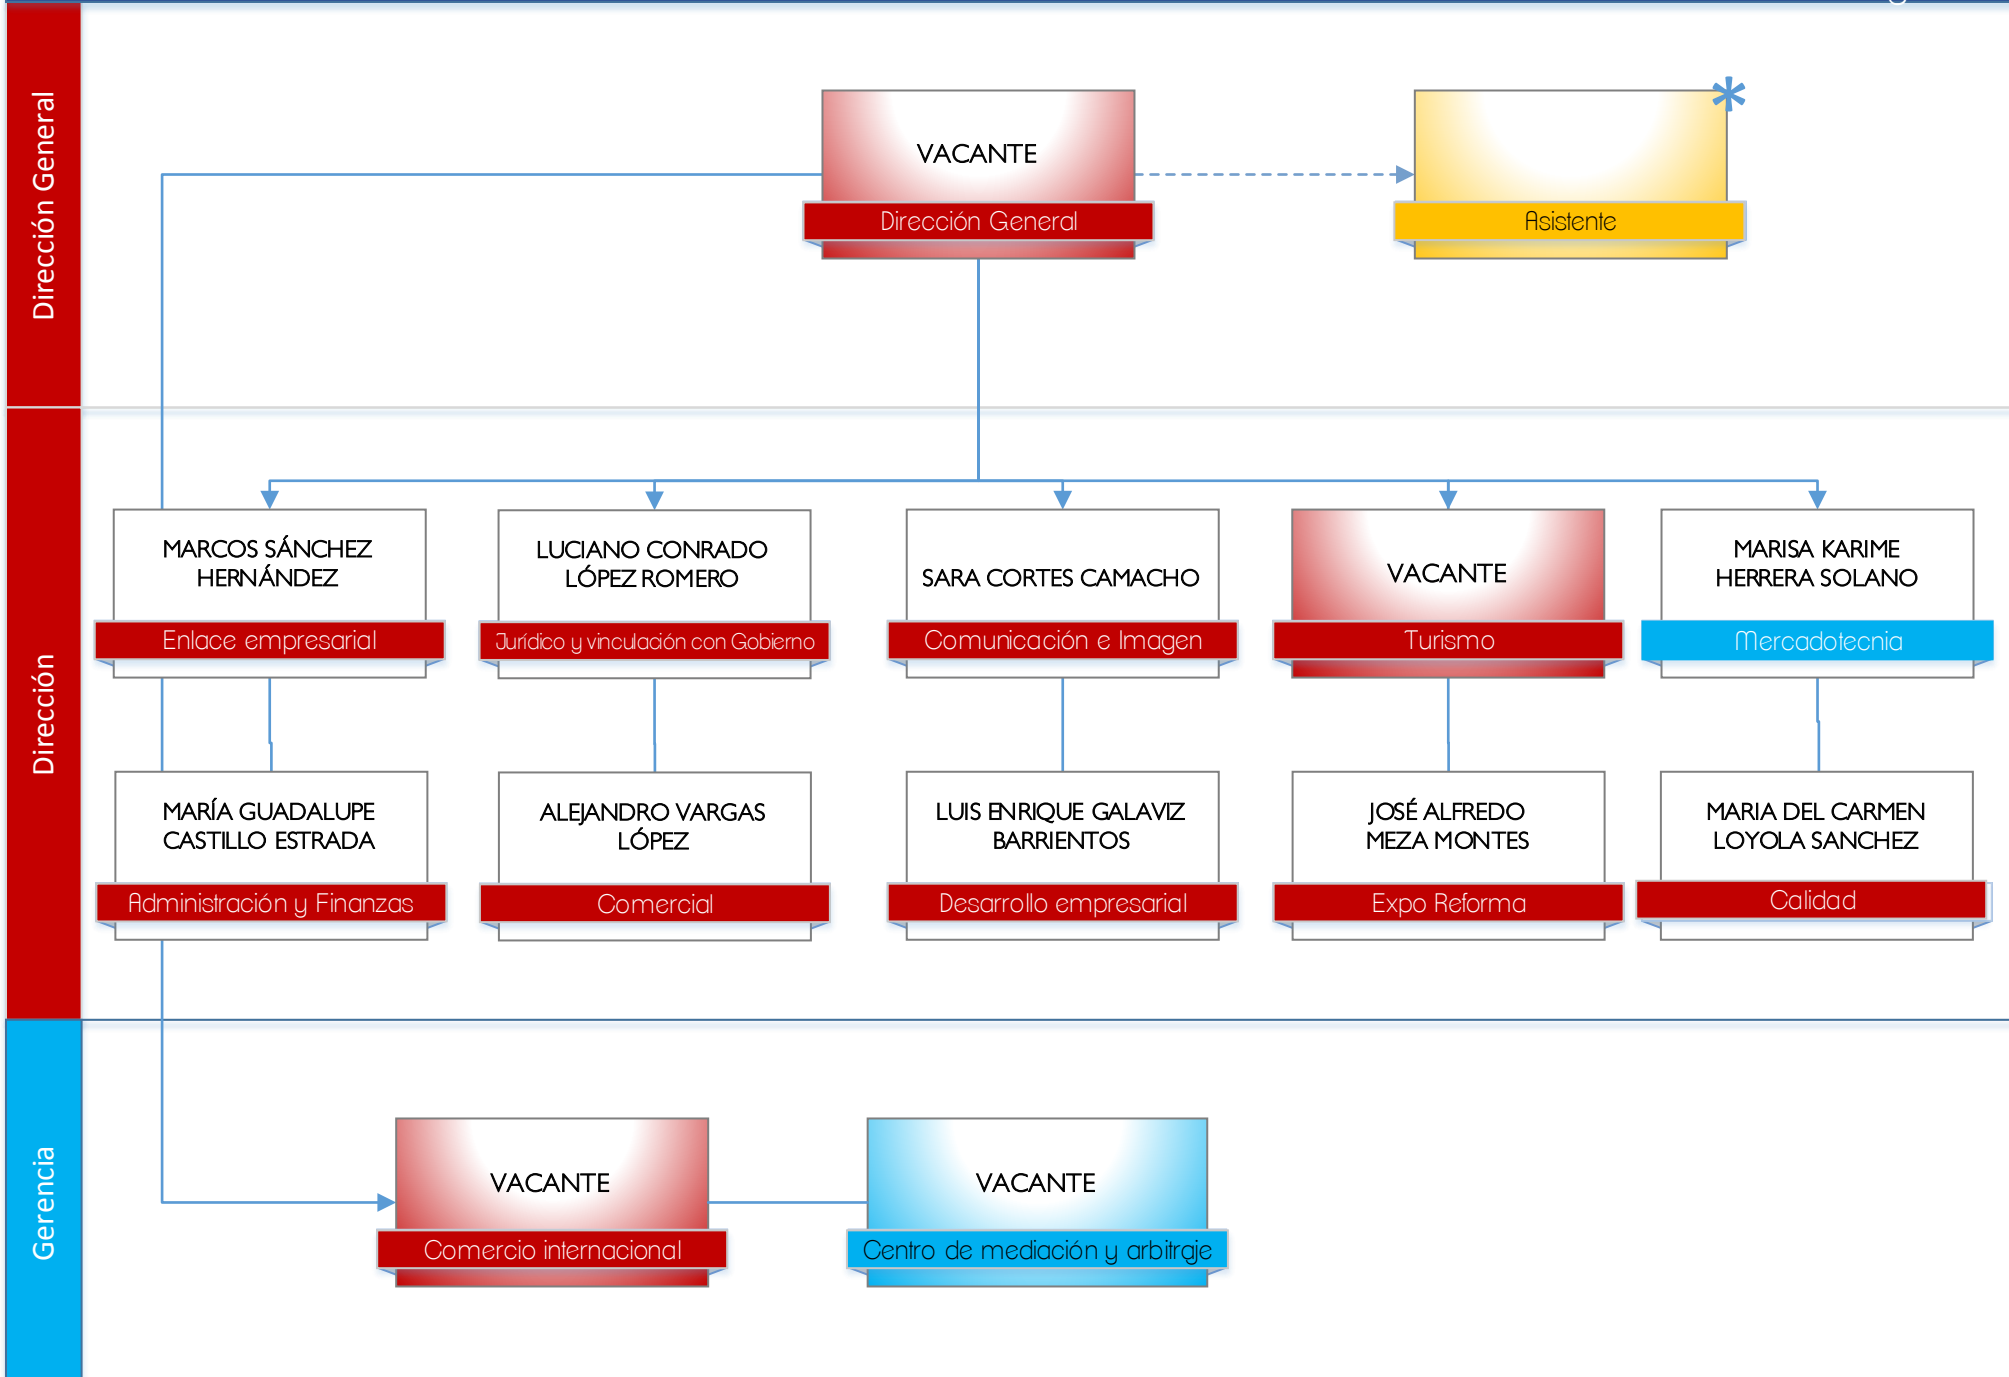 Dirección General
VACANTE
Dirección General
*
Asistente
Dirección
MARCOS SÁNCHEZ
HERNÁNDEZ
Enlace empresarial
LUCIANO CONRADO
LÓPEZ ROMERO
Jurídico y vinculación con Gobierno
SARA CORTES CAMACHO
Comunicación e Imagen
VACANTE
Turismo
MARISA KARIME
HERRERA SOLANO
Mercadotecnia
MARÍA GUADALUPE
CASTILLO ESTRADA
Administración y Finanzas
ALEJANDRO VARGAS
LÓPEZ
Comercial
LUIS ENRIQUE GALAVIZ
BARRIENTOS
Desarrollo empresarial
JOSÉ ALFREDO
MEZA MONTES
Expo Reforma
MARIA DEL CARMEN
LOYOLA SANCHEZ
Calidad
Gerencia
VACANTE
Comercio internacional
VACANTE
Centro de mediación y arbitraje